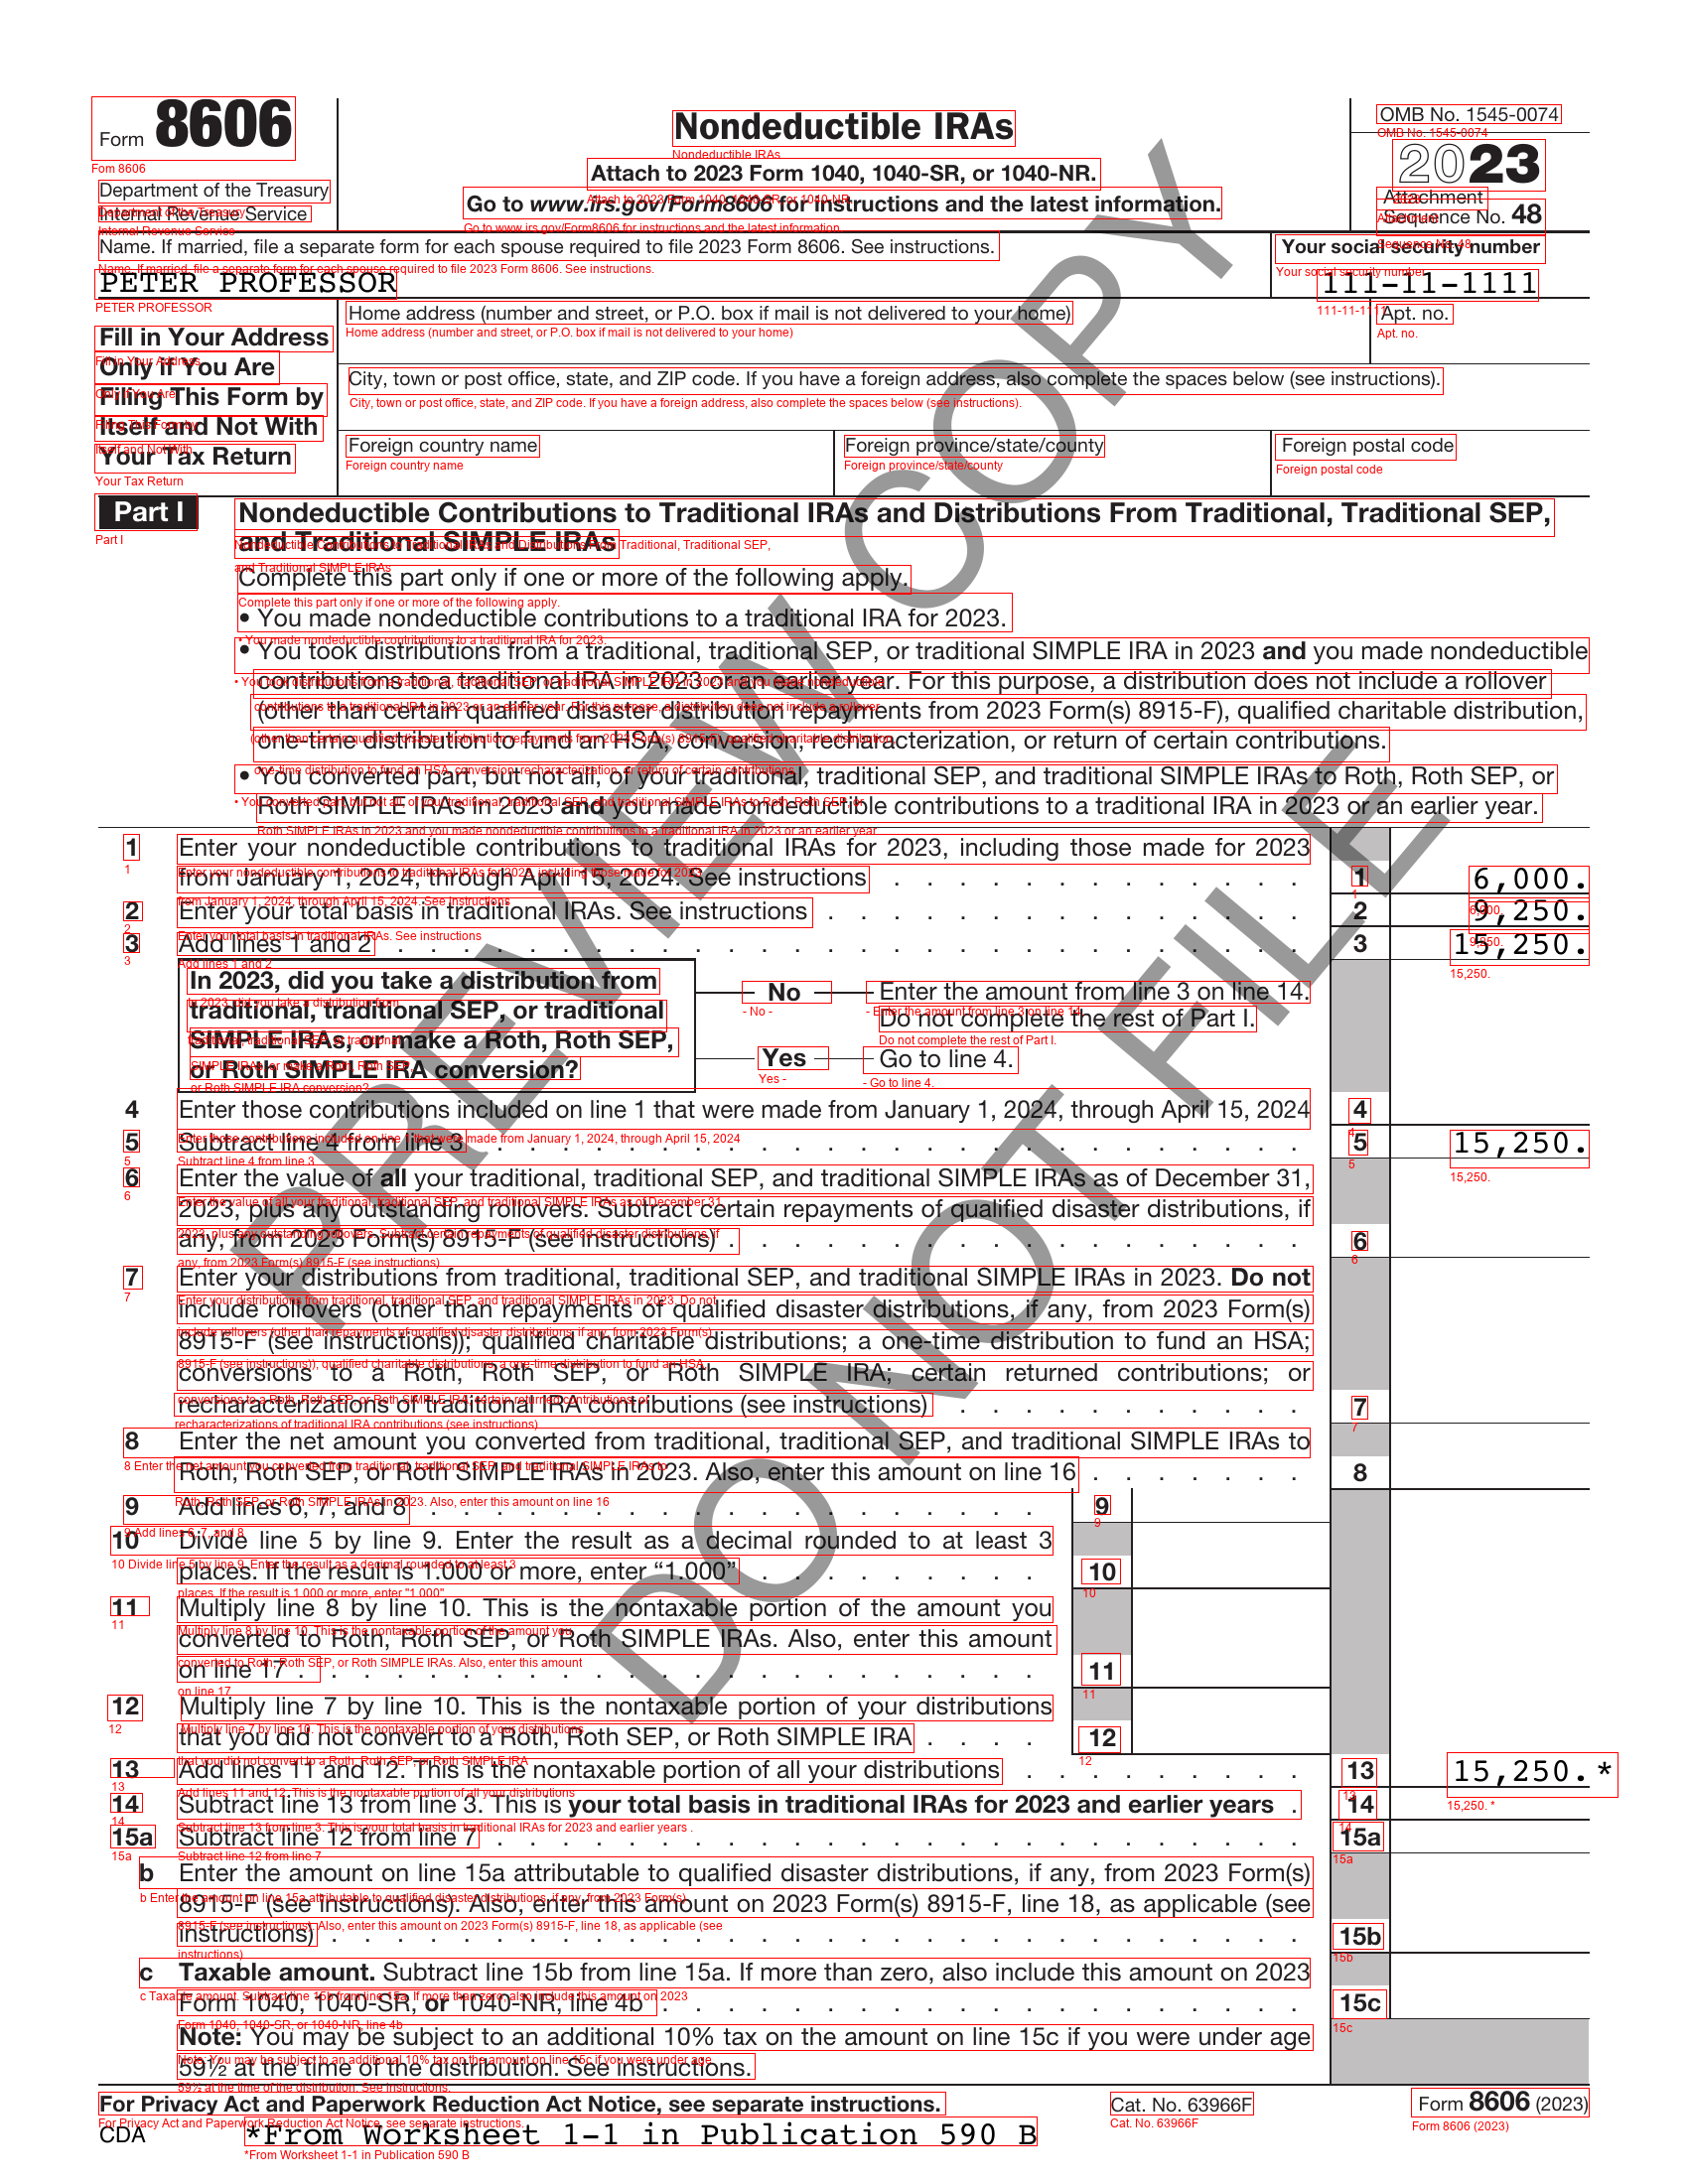 Form 8606
Nondeductible IRAs
OMB No. 1545-0074
Attach to 2023 Form 1040, 1040-SR, or 1040-NR.
2023
Department of the Treasury
Internal Revenue Service
Go to www.irs.gov/Form8606 for instructions and the latest information.
Attachment
Sequence No. 48
Name. If married, file a separate form for each spouse required to file 2023 Form 8606. See instructions.
Your social security number
PETER PROFESSOR
111-11-1111
Fill in Your Address
Only if You Are
Filing This Form by
Itself and Not With
Your Tax Return
Home address (number and street, or P.O. box if mail is not delivered to your home)
Apt. no.
City, town or post office, state, and ZIP code. If you have a foreign address, also complete the spaces below (see instructions).
Foreign country name
Foreign province/state/county
Foreign postal code
Part I
Nondeductible Contributions to Traditional IRAs and Distributions From Traditional, Traditional SEP,
and Traditional SIMPLE IRAs
Complete this part only if one or more of the following apply.
• You made nondeductible contributions to a traditional IRA for 2023.
• You took distributions from a traditional, traditional SEP, or traditional SIMPLE IRA in 2023 and you made nondeductible
contributions to a traditional IRA in 2023 or an earlier year. For this purpose, a distribution does not include a rollover
(other than certain qualified disaster distribution repayments from 2023 Form(s) 8915-F), qualified charitable distribution,
one-time distribution to fund an HSA, conversion, recharacterization, or return of certain contributions.
• You converted part, but not all, of your traditional, traditional SEP, and traditional SIMPLE IRAs to Roth, Roth SEP, or
Roth SIMPLE IRAs in 2023 and you made nondeductible contributions to a traditional IRA in 2023 or an earlier year.
1 Enter your nondeductible contributions to traditional IRAs for 2023, including those made for 2023
from January 1, 2024, through April 15, 2024. See instructions 1 6,000.
2 Enter your total basis in traditional IRAs. See instructions 2 9,250.
3 Add lines 1 and 2 3 15,250.
In 2023, did you take a distribution from
traditional, traditional SEP, or traditional
SIMPLE IRAs, or make a Roth, Roth SEP,
or Roth SIMPLE IRA conversion?
No Enter the amount from line 3 on line 14.
Do not complete the rest of Part I.
Yes Go to line 4.
4 Enter those contributions included on line 1 that were made from January 1, 2024, through April 15, 2024 4
5 Subtract line 4 from line 3 5 15,250.
6 Enter the value of all your traditional, traditional SEP, and traditional SIMPLE IRAs as of December 31,
2023, plus any outstanding rollovers. Subtract certain repayments of qualified disaster distributions, if
any, from 2023 Form(s) 8915-F (see instructions) 6
7 Enter your distributions from traditional, traditional SEP, and traditional SIMPLE IRAs in 2023. Do not
include rollovers (other than repayments of qualified disaster distributions, if any, from 2023 Form(s)
8915-F (see instructions)); qualified charitable distributions; a one-time distribution to fund an HSA;
conversions to a Roth, Roth SEP, or Roth SIMPLE IRA; certain returned contributions; or
recharacterizations of traditional IRA contributions (see instructions) 7
8 Enter the net amount you converted from traditional, traditional SEP, and traditional SIMPLE IRAs to
Roth, Roth SEP, or Roth SIMPLE IRAs in 2023. Also, enter this amount on line 16 8
9 Add lines 6, 7, and 8 9
10 Divide line 5 by line 9. Enter the result as a decimal rounded to at least 3
places. If the result is 1.000 or more, enter “1.000” 10
11 Multiply line 8 by line 10. This is the nontaxable portion of the amount you
converted to Roth, Roth SEP, or Roth SIMPLE IRAs. Also, enter this amount
on line 17 11
12 Multiply line 7 by line 10. This is the nontaxable portion of your distributions
that you did not convert to a Roth, Roth SEP, or Roth SIMPLE IRA 12
13 Add lines 11 and 12. This is the nontaxable portion of all your distributions 13 15,250.*
14 Subtract line 13 from line 3. This is your total basis in traditional IRAs for 2023 and earlier years 14
15a Subtract line 12 from line 7 15a
b Enter the amount on line 15a attributable to qualified disaster distributions, if any, from 2023 Form(s)
8915-F (see instructions). Also, enter this amount on 2023 Form(s) 8915-F, line 18, as applicable (see
instructions) 15b
c Taxable amount. Subtract line 15b from line 15a. If more than zero, also include this amount on 2023
Form 1040, 1040-SR, or 1040-NR, line 4b 15c
Note: You may be subject to an additional 10% tax on the amount on line 15c if you were under age
59½ at the time of the distribution. See instructions.
For Privacy Act and Paperwork Reduction Act Notice, see separate instructions.
Cat. No. 63966F
Form 8606 (2023)
CDA
*From Worksheet 1-1 in Publication 590 B
PREVIEW COPY
DO NOT FILE